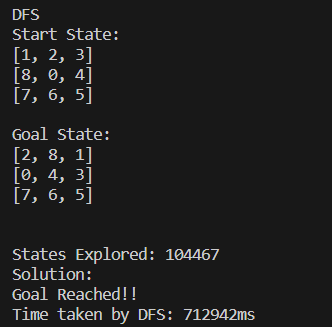 DFS
Start State:
[1, 2, 3]
[8, 0, 4]
[7, 6, 5]
Goal State:
[2, 8, 1]
[0, 4, 3]
[7, 6, 5]
States Explored: 104467
Solution:
Goal Reached!!
Time taken by DFS: 712942ms